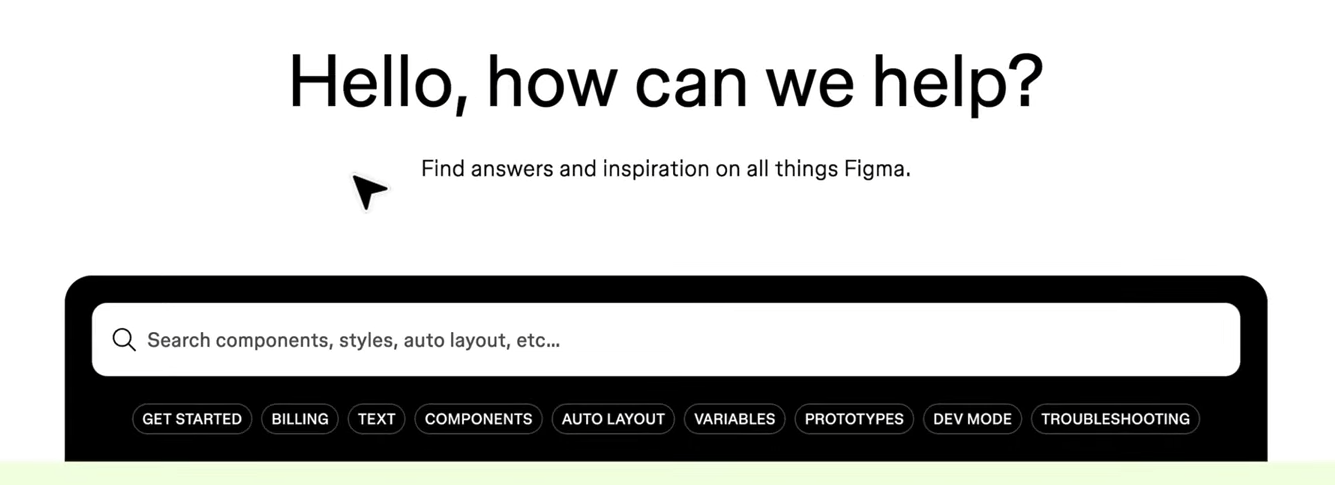 Hello, how can we help?
Find answers and inspiration on all things Figma.
Search components, styles, auto layout, etc...
GET STARTED BILLING TEXT COMPONENTS AUTO LAYOUT VARIABLES PROTOTYPES DEV MODE TROUBLESHOOTING